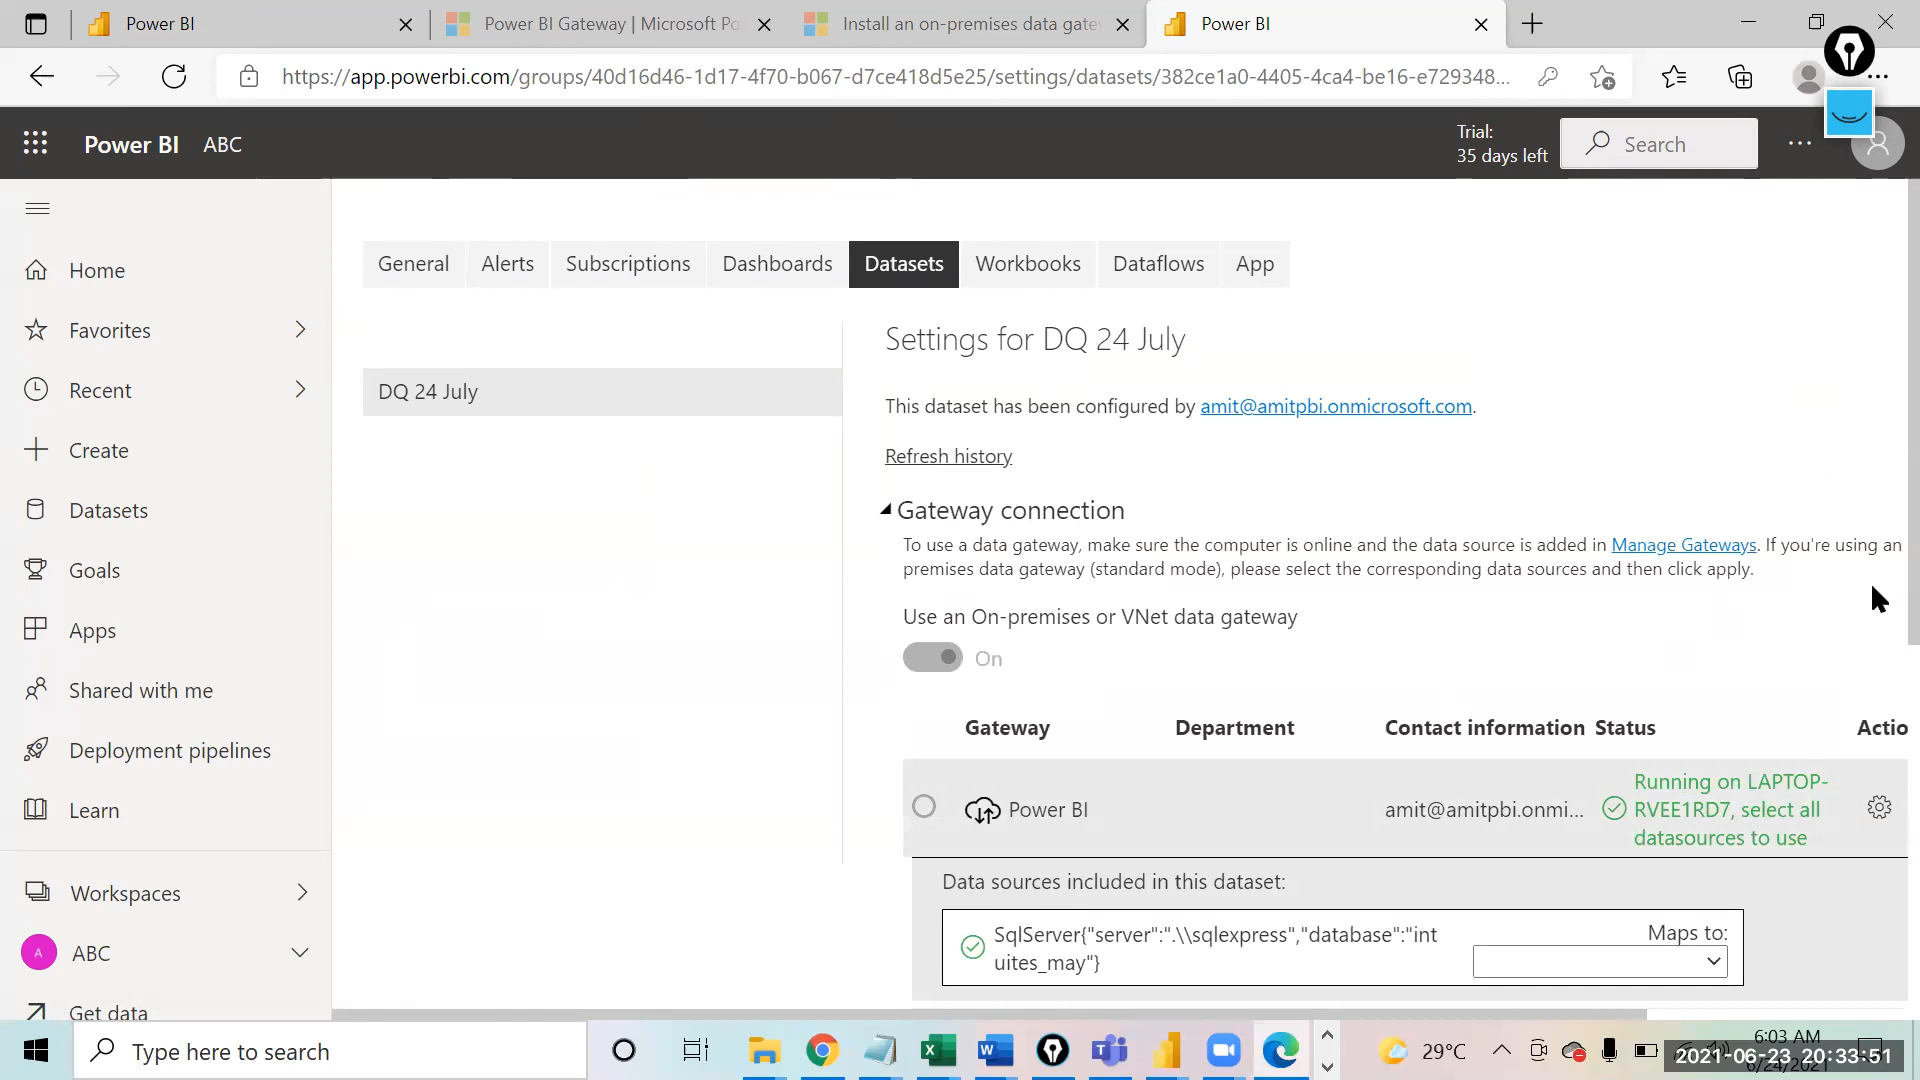 Power BI
Power BI Gateway | Microsoft Po
Install an on-premises data gate
Power BI
https://app.powerbi.com/groups/40d16d46-1d17-4f70-b067-d7ce418d5e25/settings/datasets/382ce1a0-4405-4ca4-be16-e729348...
Power BI ABC
Trial:
35 days left
Search
Home
Favorites
Recent
Create
Datasets
Goals
Apps
Shared with me
Deployment pipelines
Learn
Workspaces
A ABC
Get data
General Alerts Subscriptions Dashboards Datasets Workbooks Dataflows App
DQ 24 July
Settings for DQ 24 July
This dataset has been configured by amit@amitpbi.onmicrosoft.com.
Refresh history
Gateway connection
To use a data gateway, make sure the computer is online and the data source is added in Manage Gateways. If you're using an
premises data gateway (standard mode), please select the corresponding data sources and then click apply.
Use an On-premises or VNet data gateway
On
Gateway Department Contact information Status Actio
Power BI amit@amitpbi.onmi...
Running on LAPTOP-
RVEE1RD7, select all
datasources to use
Data sources included in this dataset:
SqlServer{"server":".\\sqlexpress","database":"int
uites_may"}
Maps to:
Type here to search
29°C
6:03 AM
2021-06-23 20:33:51